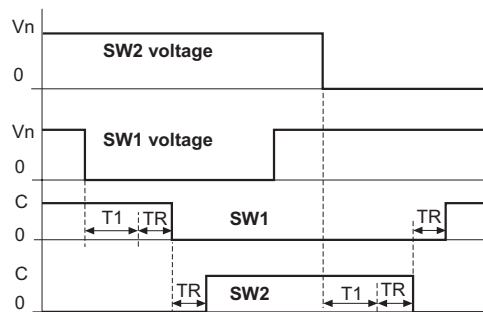 Vn
SW2 voltage
0
Vn
SW1 voltage
0
C
T1 TR SW1 TR
0
C
TR SW2 T1 TR
0